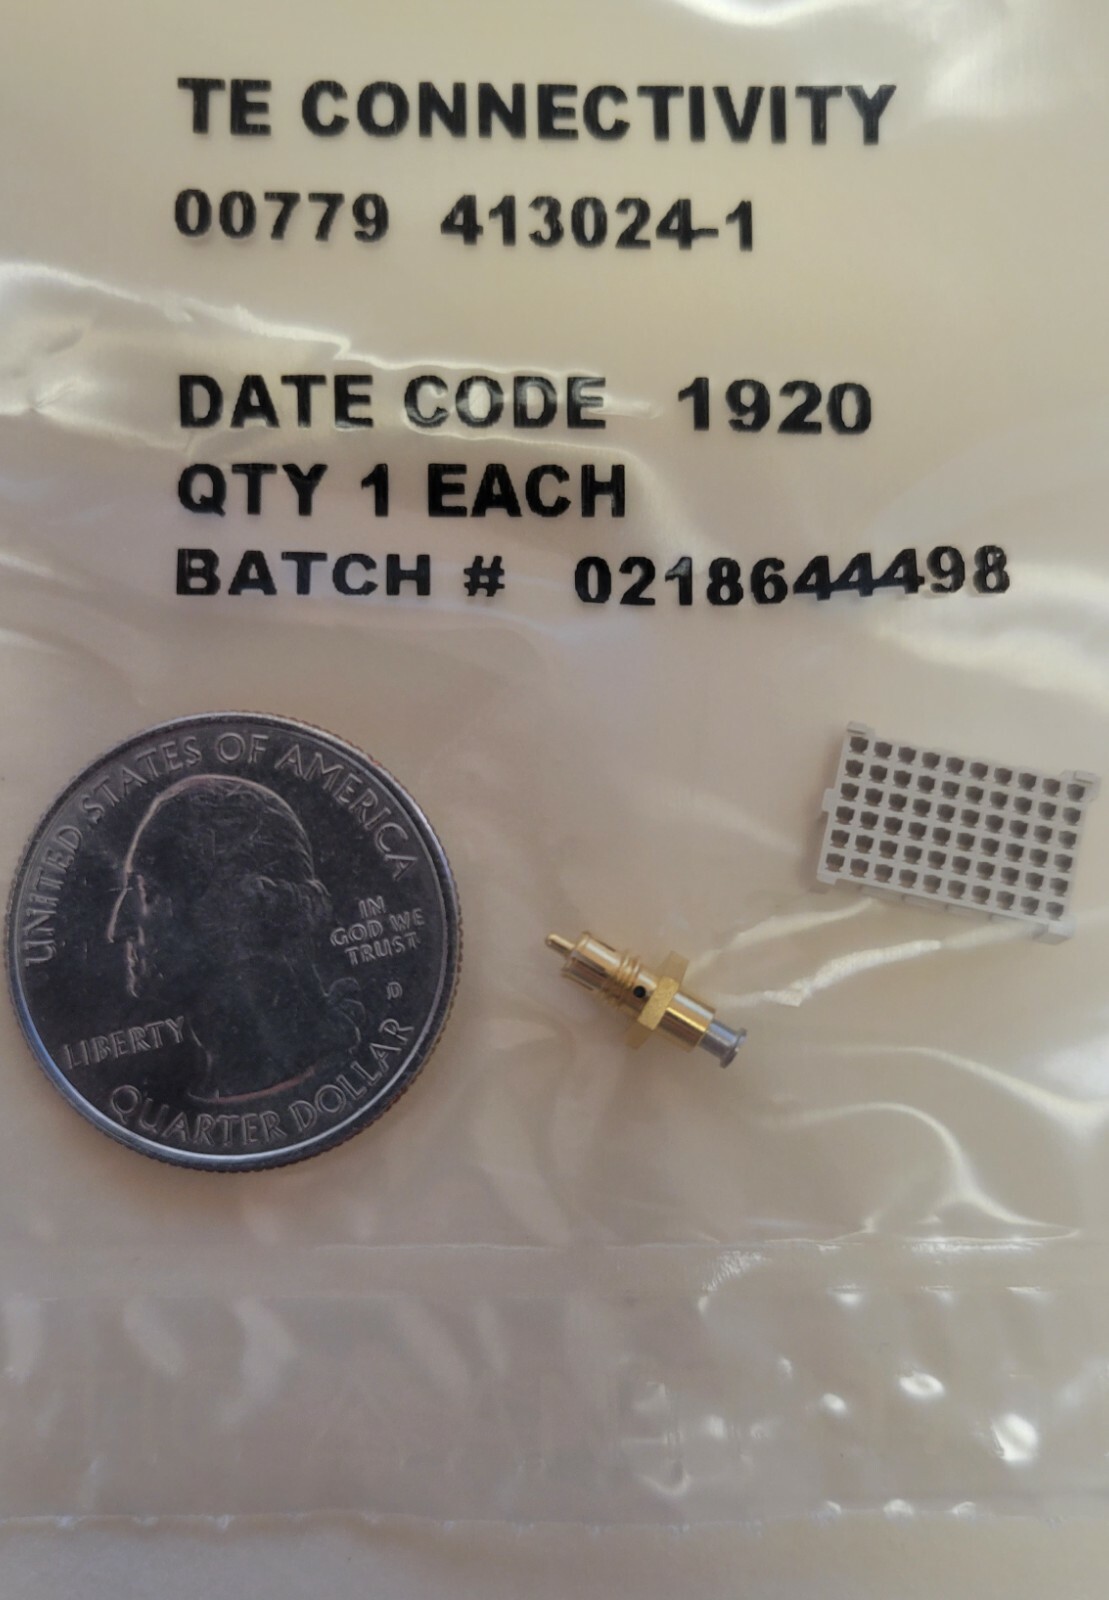 TE CONNECTIVITY
00779 413024-1
DATE CODE 1920
QTY 1 EACH
BATCH # 0218644498
UNITED STATES OF AMERICA
IN
GOD WE
TRUST
D
LIBERTY
QUARTER DOLLAR